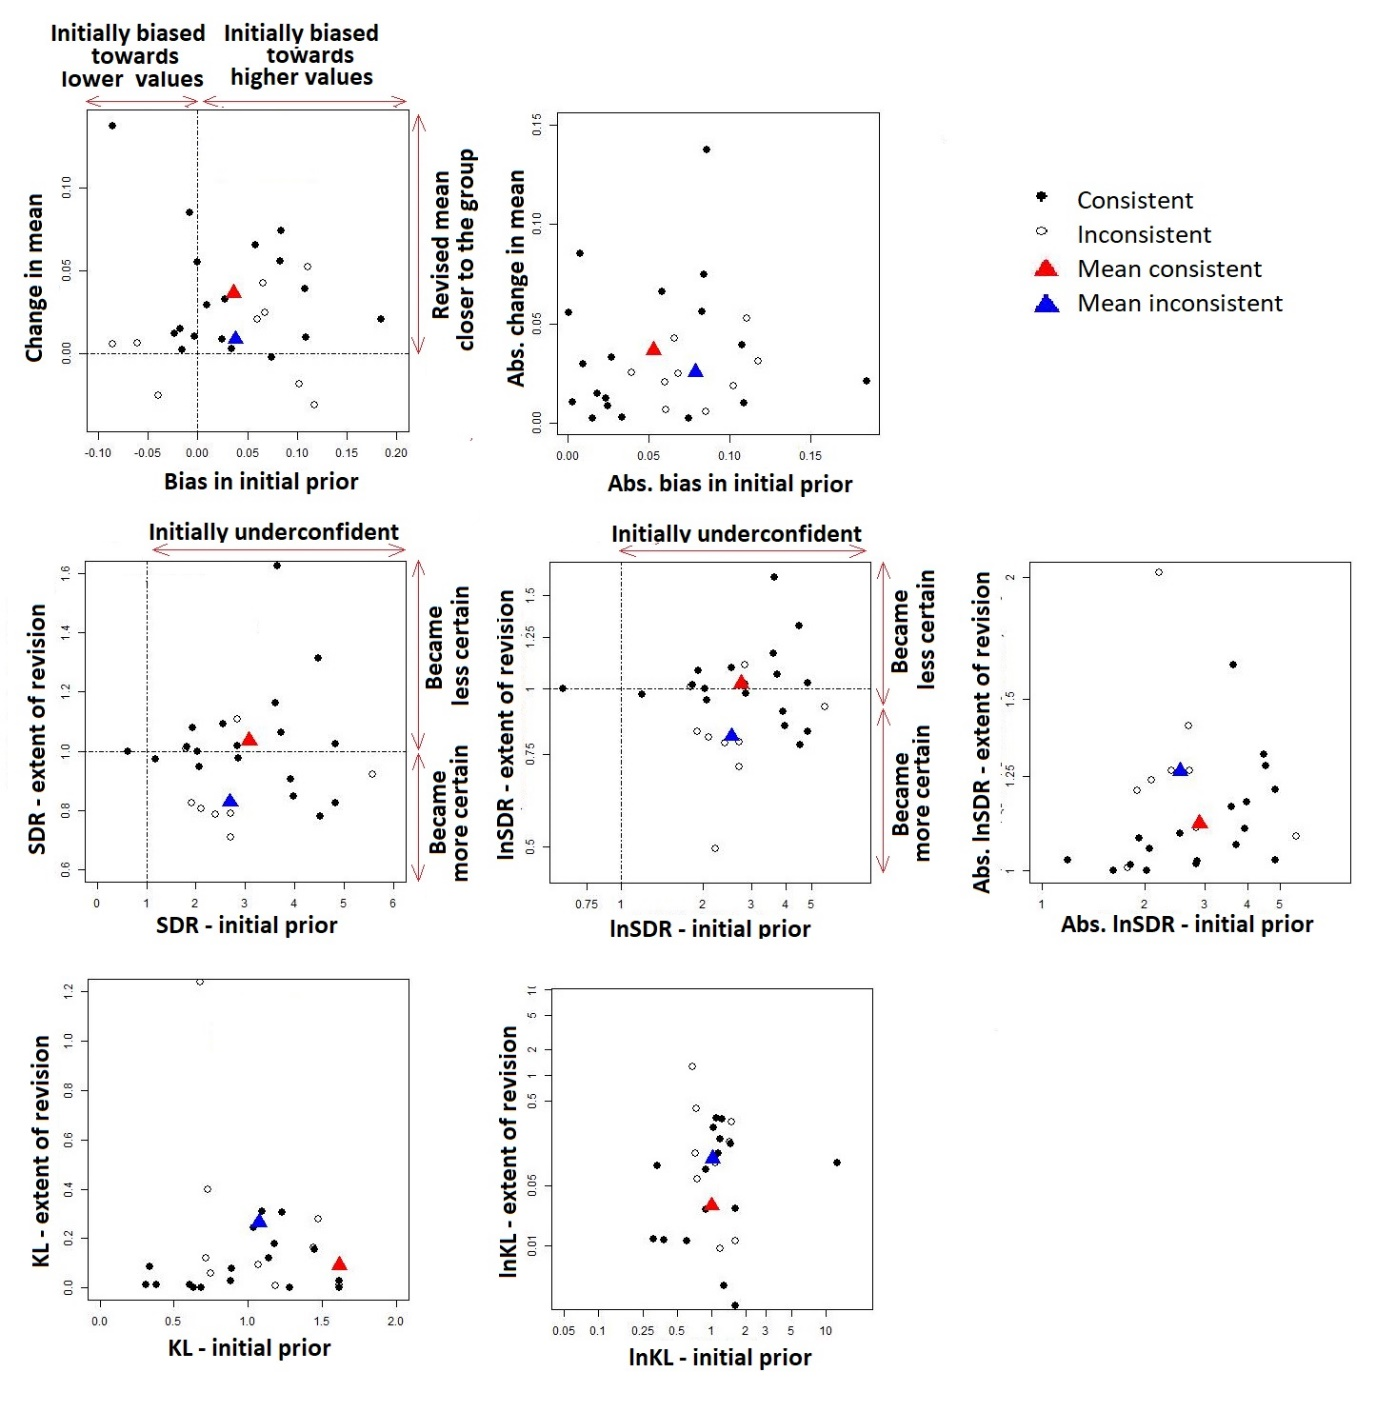 Initially biased
towards
lower values
Initially biased
towards
higher values
Change in mean
0.10
0.05
0.00
-0.10
-0.05
0.00
0.05
0.10
0.15
0.20
Bias in initial prior
Revised mean
closer to the group
Abs. change in mean
0.15
0.10
0.05
0.00
0.00
0.05
0.10
0.15
Abs. bias in initial prior
Consistent
Inconsistent
Mean consistent
Mean inconsistent
Initially underconfident
SDR - extent of revision
1.6
1.4
1.2
1.0
0.8
0.6
0
1
2
3
4
5
6
SDR - initial prior
Became
less certain
Became
more certain
Initially underconfident
lnSDR - extent of revision
1.5
1.25
1
0.75
0.5
0.75
1
2
3
4
5
lnSDR - initial prior
Became
less certain
Became
more certain
Abs. lnSDR - extent of revision
2
1.5
1.25
1
1
2
3
4
5
Abs. lnSDR - initial prior
KL - extent of revision
1.2
1.0
0.8
0.6
0.4
0.2
0.0
0.0
0.5
1.0
1.5
2.0
KL - initial prior
lnKL - extent of revision
5
2
1
0.5
0.05
0.01
0.05
0.1
0.25
0.5
1
2
3
5
10
lnKL - initial prior